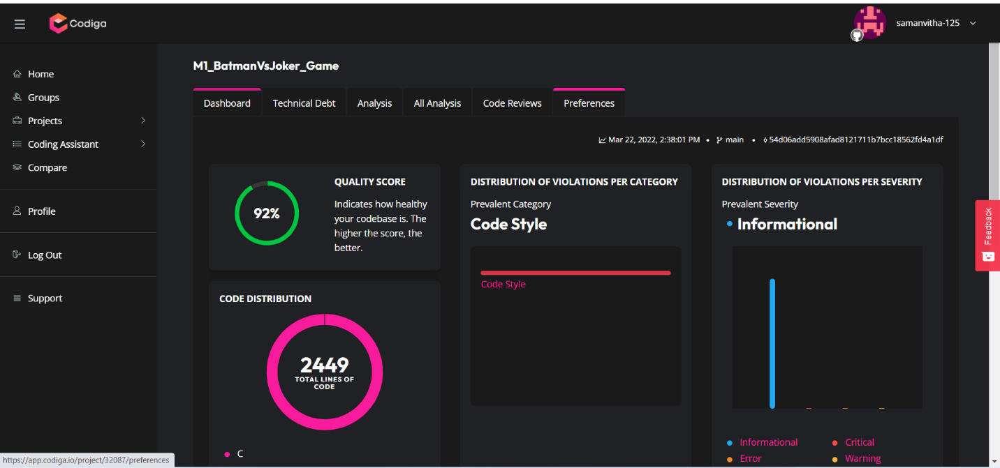 Codiga
samanvitha-125
Home
Groups
Projects
Coding Assistant
Compare
Profile
Log Out
Support
M1_BatmanVsJoker_Game
Dashboard Technical Debt Analysis All Analysis Code Reviews Preferences
Mar 22, 2022, 2:38:01 PM • main • 54d06add5908afad8121711b7bcc18562fd4a1df
92%
QUALITY SCORE
Indicates how healthy
your codebase is. The
higher the score, the
better.
CODE DISTRIBUTION
2449
TOTAL LINES OF
CODE
C
DISTRIBUTION OF VIOLATIONS PER CATEGORY
Prevalent Category
Code Style
Code Style
DISTRIBUTION OF VIOLATIONS PER SEVERITY
Prevalent Severity
Informational
Informational Critical
Error Warning
Feedback
https://app.codiga.io/project/32087/preferences